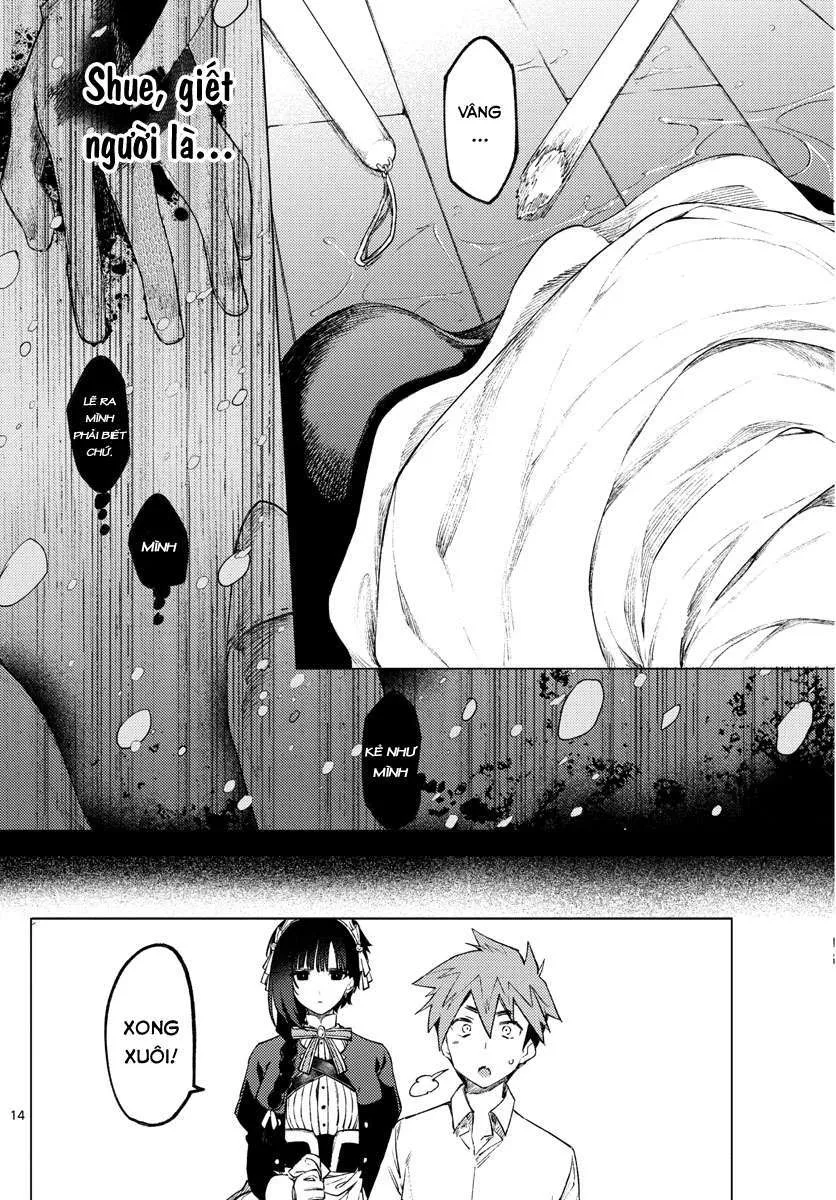 VÂNG
...
Shue, giết
người là...
LẼ RA
MÌNH
PHẢI BIẾT
CHỨ.
MÌNH
KẺ NHƯ
MÌNH
XONG
XUÔI!
14